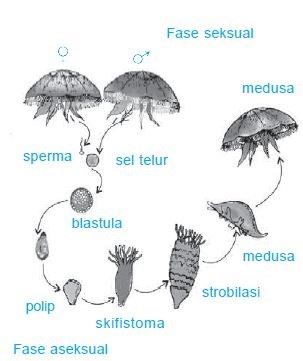 ♀
♂
Fase seksual
medusa
sperma
sel telur
blastula
medusa
strobilasi
polip
skifistoma
Fase aseksual